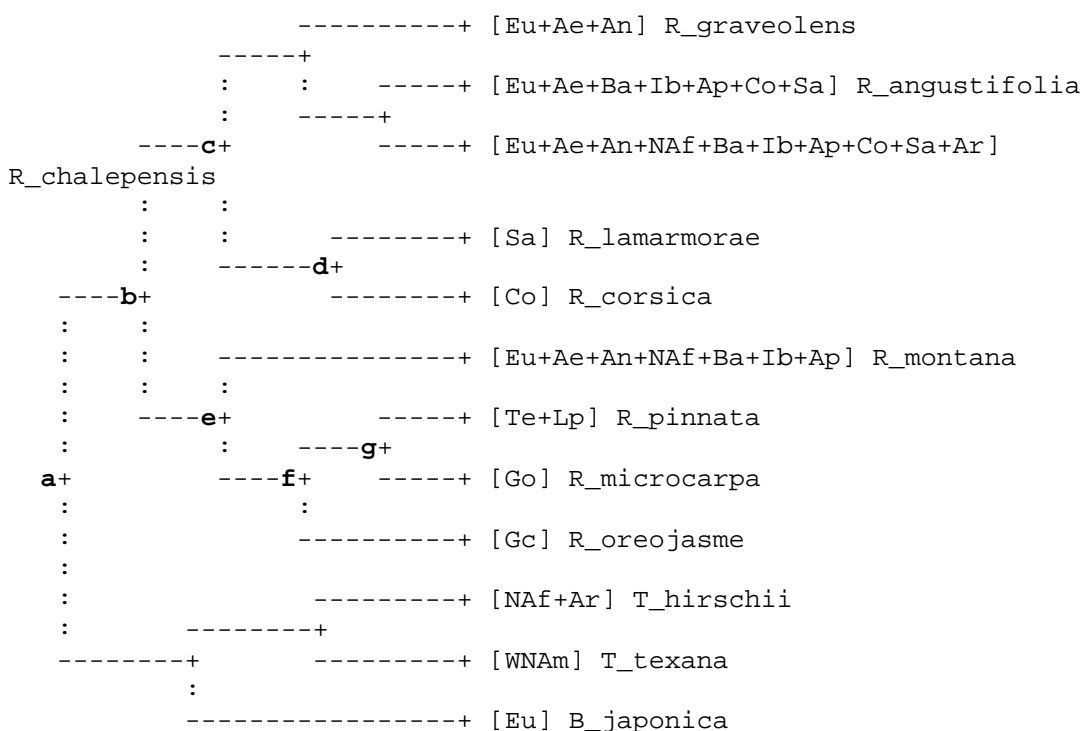 ----------+ [Eu+Ae+An] R_graveolens
-----+
: : -----+ [Eu+Ae+Ba+Ib+Ap+Co+Sa] R_angustifolia
: -----+
----c+ -----+ [Eu+Ae+An+NAf+Ba+Ib+Ap+Co+Sa+Ar]
R_chalepensis
: :
: : --------+ [Sa] R_lamarmorae
: ------d+
----b+ --------+ [Co] R_corsica
: :
: : ---------------+ [Eu+Ae+An+NAf+Ba+Ib+Ap] R_montana
: : :
: ----e+ -----+ [Te+Lp] R_pinnata
: : ----g+
a+ ----f+ -----+ [Go] R_microcarpa
: :
: ----------+ [Gc] R_oreojasme
:
: ---------+ [NAf+Ar] T_hirschii
: --------+
--------+ ---------+ [WNAm] T_texana
:
-----------------+ [Eu] B_japonica